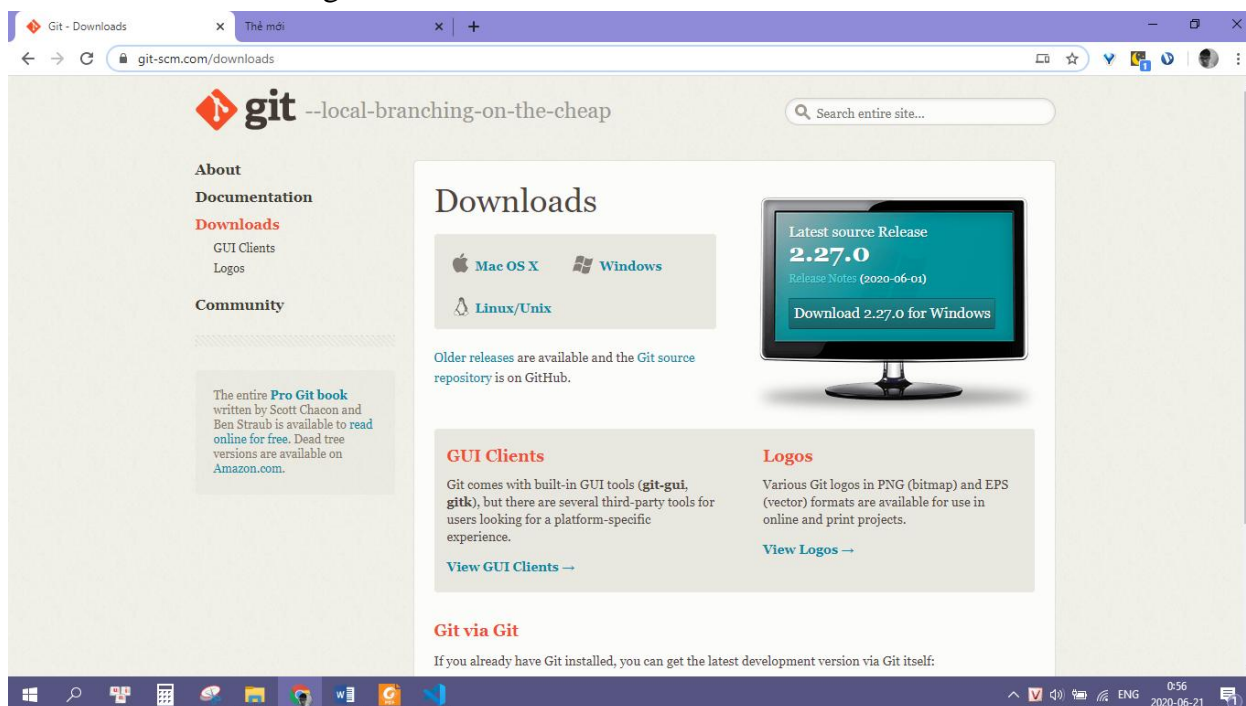 g
Git - Downloads
Thẻ mới
git-scm.com/downloads
git --local-branching-on-the-cheap
Search entire site...
About
Documentation
Downloads
GUI Clients
Logos
Community
The entire Pro Git book
written by Scott Chacon and
Ben Straub is available to read
online for free. Dead tree
versions are available on
Amazon.com.
Downloads
Mac OS X
Windows
Linux/Unix
Older releases are available and the Git source
repository is on GitHub.
Latest source Release
2.27.0
Release Notes (2020-06-01)
Download 2.27.0 for Windows
GUI Clients
Git comes with built-in GUI tools (git-gui,
gitk), but there are several third-party tools for
users looking for a platform-specific
experience.
View GUI Clients →
Logos
Various Git logos in PNG (bitmap) and EPS
(vector) formats are available for use in
online and print projects.
View Logos →
Git via Git
If you already have Git installed, you can get the latest development version via Git itself:
ENG
0:56
2020-06-21